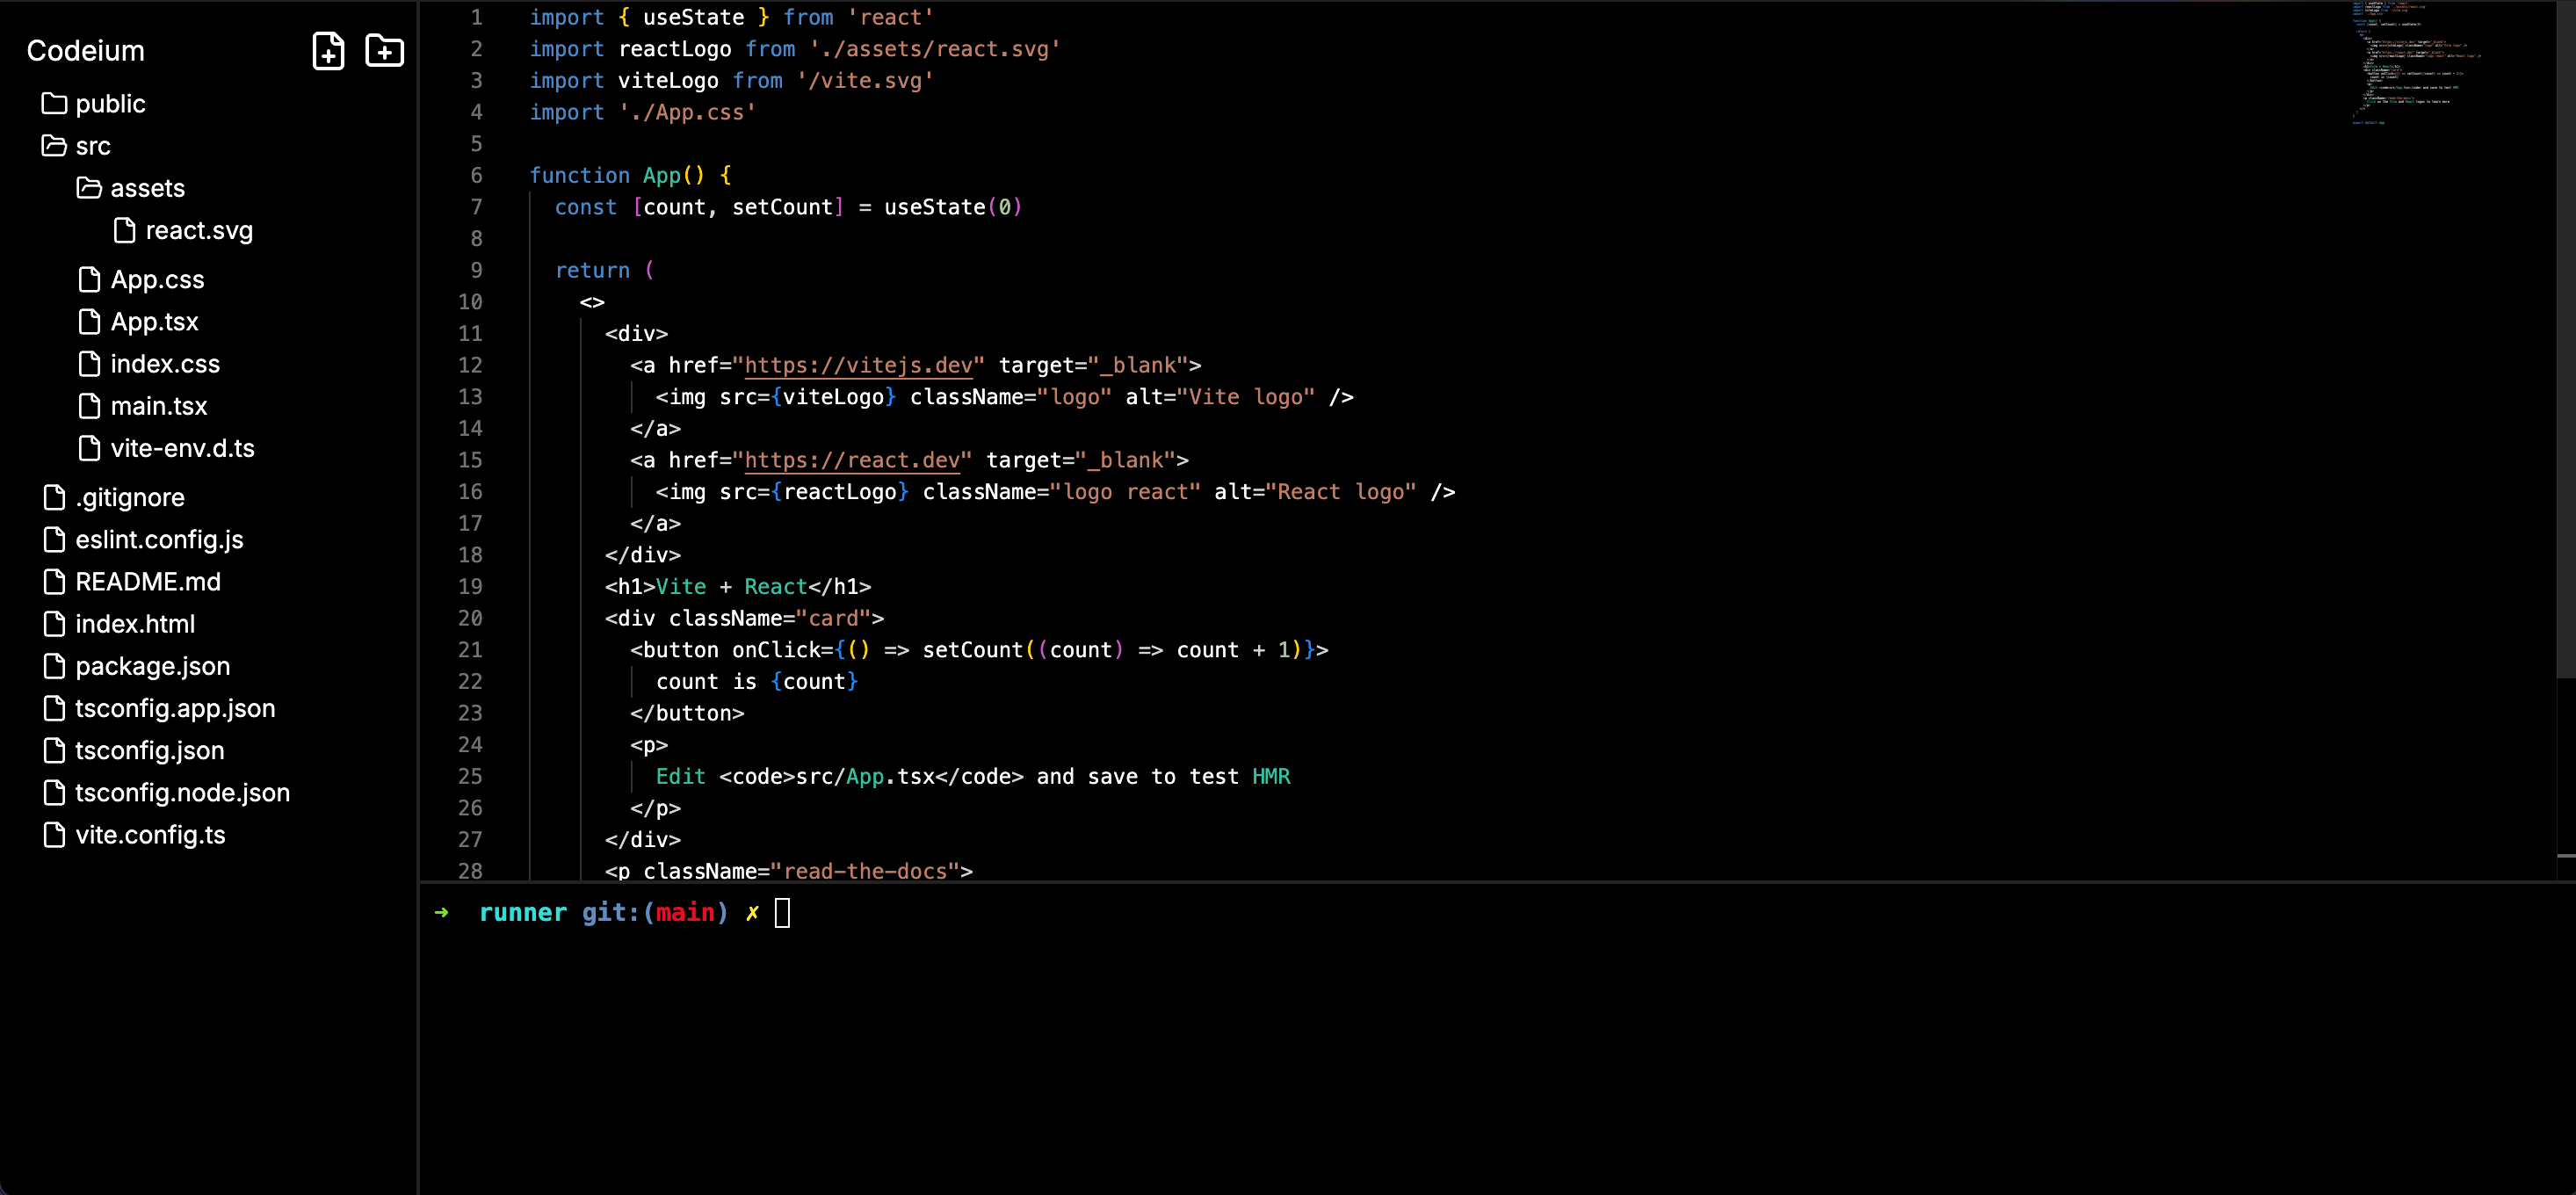 Codeium
public
src
assets
react.svg
App.css
App.tsx
index.css
main.tsx
vite-env.d.ts
.gitignore
eslint.config.js
README.md
index.html
package.json
tsconfig.app.json
tsconfig.json
tsconfig.node.json
vite.config.ts
1 import { useState } from 'react'
2 import reactLogo from './assets/react.svg'
3 import viteLogo from '/vite.svg'
4 import './App.css'
5
6 function App() {
7   const [count, setCount] = useState(0)
8
9   return (
10     <>
11       <div>
12         <a href="https://vitejs.dev" target="_blank">
13           <img src={viteLogo} className="logo" alt="Vite logo" />
14         </a>
15         <a href="https://react.dev" target="_blank">
16           <img src={reactLogo} className="logo react" alt="React logo" />
17         </a>
18       </div>
19       <h1>Vite + React</h1>
20       <div className="card">
21         <button onClick={() => setCount((count) => count + 1)}>
22           count is {count}
23         </button>
24         <p>
25           Edit <code>src/App.tsx</code> and save to test HMR
26         </p>
27       </div>
28       <p className="read-the-docs">
➜  runner git:(main) ✗